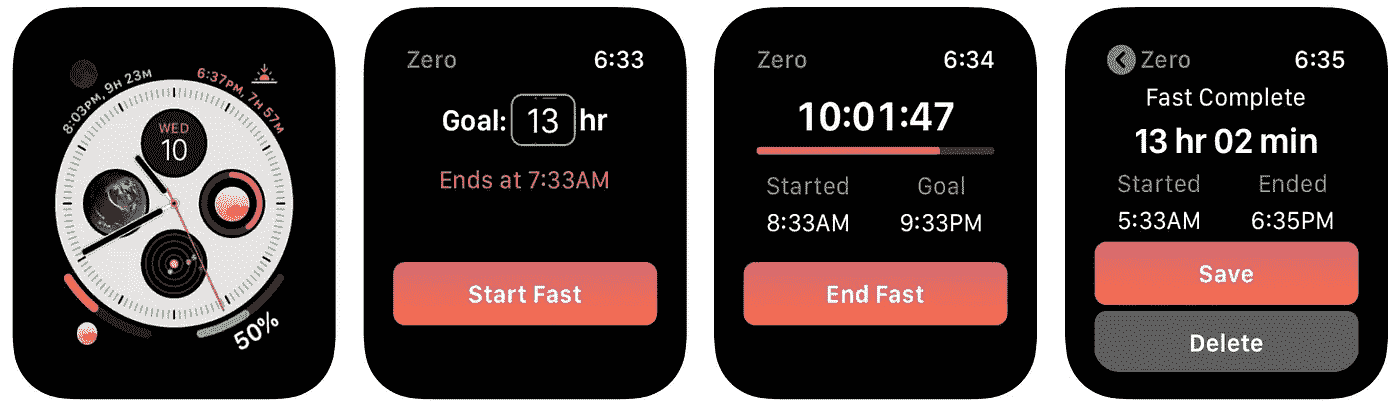 8:03PM, 9H 23M
6:37PM, 7H 57M
WED
10
50%
Zero 6:33
Goal: 13 hr
Ends at 7:33AM
Start Fast
Zero 6:34
10:01:47
Started Goal
8:33AM 9:33PM
End Fast
Zero 6:35
Fast Complete
13 hr 02 min
Started Ended
5:33AM 6:35PM
Save
Delete